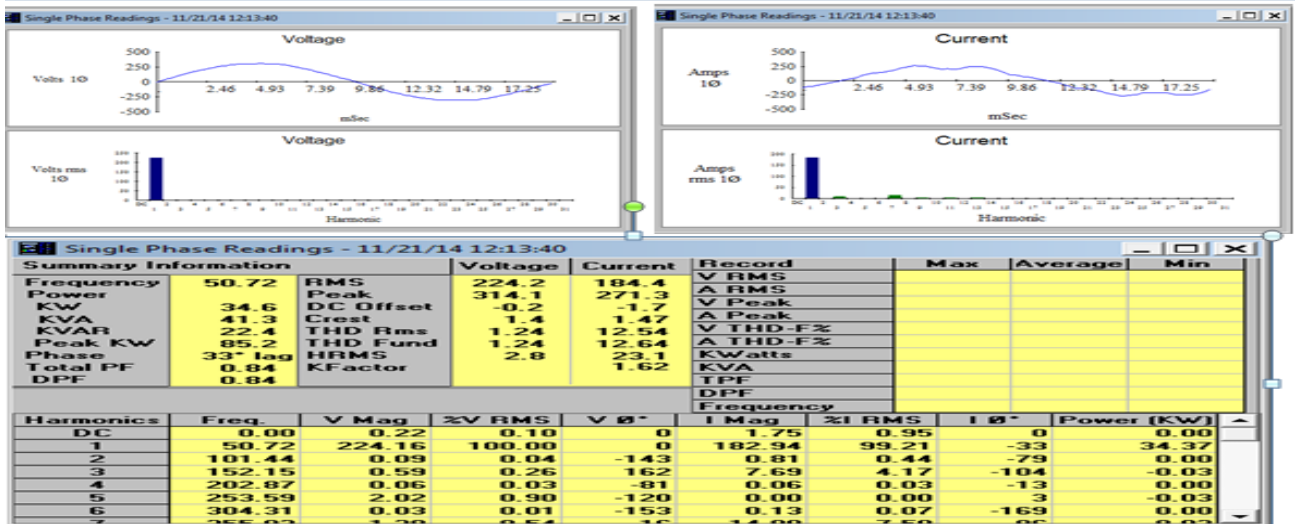 Single Phase Readings - 11/21/14 12:13:40
Voltage
500
250
0
-250
-500
Volts 1Ø
2.46 4.93 7.39 9.86 12.32 14.79 17.25
mSec
Voltage
Volts rms
1Ø
Harmonic
Single Phase Readings - 11/21/14 12:13:40
Current
500
250
0
-250
-500
Amps
1Ø
2.46 4.93 7.39 9.86 12.32 14.79 17.25
mSec
Current
Amps
rms 1Ø
Harmonic
Single Phase Readings - 11/21/14 12:13:40
Summary Information Voltage Current Record Max Average Min
Frequency 50.72 RMS 224.2 184.4 V RMS
Power Peak 314.1 271.3 A RMS
KW 34.6 DC Offset -0.2 -1.7 V Peak
KVA 41.3 Crest 1.4 1.47 A Peak
KVAR 22.4 THD Rms 1.24 12.54 V THD-F%
Peak KW 85.2 THD Fund 1.24 12.64 A THD-F%
Phase 33° lag HRMS 2.8 23.1 KWatts
Total PF 0.84 KFactor 1.62 KVA
DPF 0.84 TPF
DPF
Frequency
Harmonics Freq. V Mag %V RMS V Ø° I Mag %I RMS I Ø° Power (KW)
DC 0.00 0.22 0.10 0 1.75 0.95 0 0.00
1 50.72 224.16 100.00 0 182.94 99.21 -33 34.37
2 101.44 0.09 0.04 -143 0.81 0.44 -79 0.00
3 152.15 0.59 0.26 162 7.69 4.17 -104 -0.03
4 202.87 0.06 0.03 -81 0.06 0.03 -13 0.00
5 253.59 2.02 0.90 -120 0.00 0.00 3 -0.03
6 304.31 0.03 0.01 -153 0.13 0.07 -169 0.00